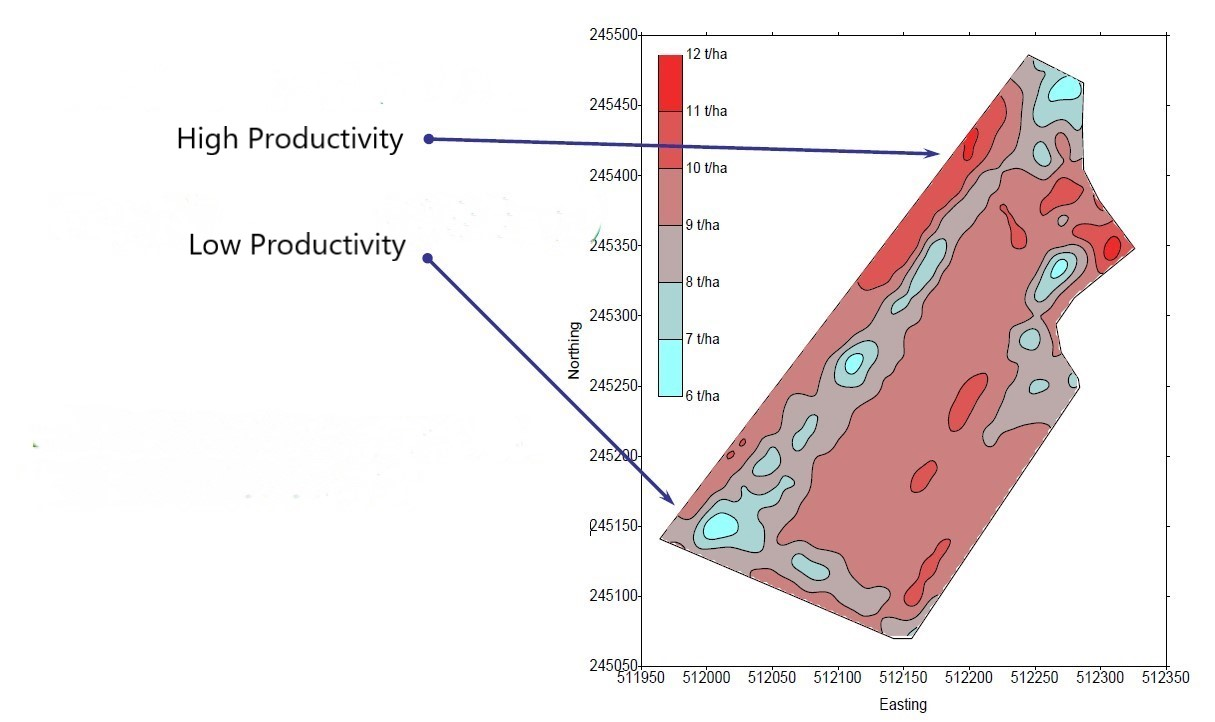 High Productivity
Low Productivity
12 t/ha
11 t/ha
10 t/ha
9 t/ha
8 t/ha
7 t/ha
6 t/ha
245500
245450
245400
245350
245300
245250
245200
245150
245100
245050
Northing
511950 512000 512050 512100 512150 512200 512250 512300 512350
Easting